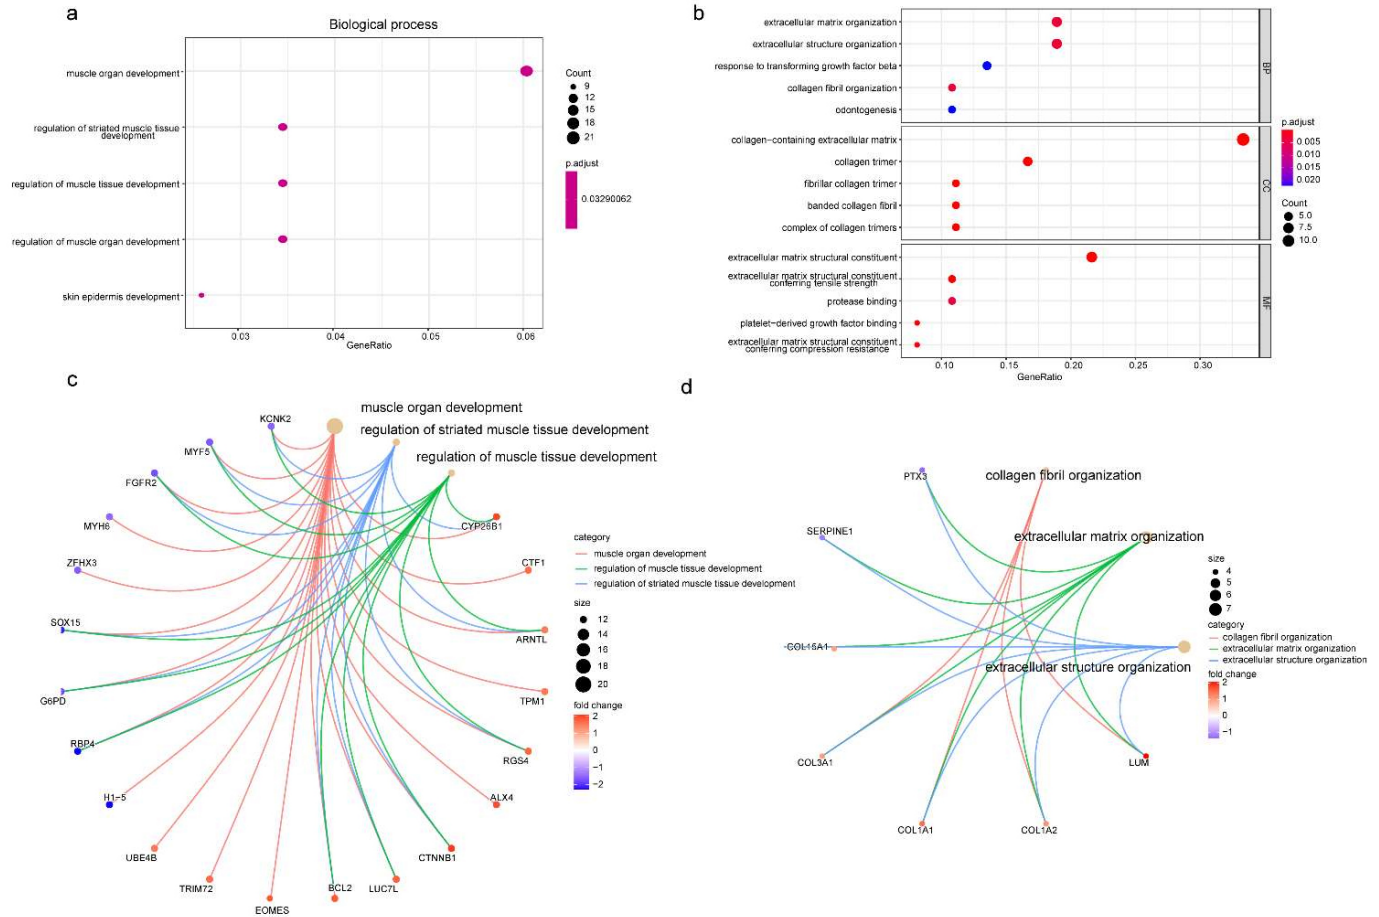 a
Biological process
muscle organ development
regulation of striated muscle tissue
development
regulation of muscle tissue development
regulation of muscle organ development
skin epidermis development
0.03
0.04
0.05
0.06
GeneRatio
Count
9
12
15
18
21
p.adjust
0.03290062
b
extracellular matrix organization
extracellular structure organization
response to transforming growth factor beta
collagen fibril organization
odontogenesis
BP
collagen-containing extracellular matrix
collagen trimer
fibrillar collagen trimer
banded collagen fibril
complex of collagen trimers
CC
extracellular matrix structural constituent
extracellular matrix structural constituent
conferring tensile strength
protease binding
platelet-derived growth factor binding
extracellular matrix structural constituent
conferring compression resistance
MF
0.10
0.15
0.20
0.25
0.30
GeneRatio
p.adjust
0.005
0.010
0.015
0.020
Count
5.0
7.5
10.0
c
muscle organ development
regulation of striated muscle tissue development
regulation of muscle tissue development
KCNK2
MYF5
FGFR2
MYH6
ZFHX3
SOX15
G6PD
RBP4
H1-5
UBE4B
TRIM72
EOMES
BCL2
LUC7L
CTNNB1
ALX4
RGS4
TPM1
ARNTL
CTF1
CYP26B1
category
muscle organ development
regulation of muscle tissue development
regulation of striated muscle tissue development
size
12
14
16
18
20
fold change
2
1
0
−1
−2
d
collagen fibril organization
extracellular matrix organization
extracellular structure organization
PTX3
SERPINE1
COL15A1
COL3A1
COL1A1
COL1A2
LUM
size
4
5
6
7
category
collagen fibril organization
extracellular matrix organization
extracellular structure organization
fold change
2
1
0
−1